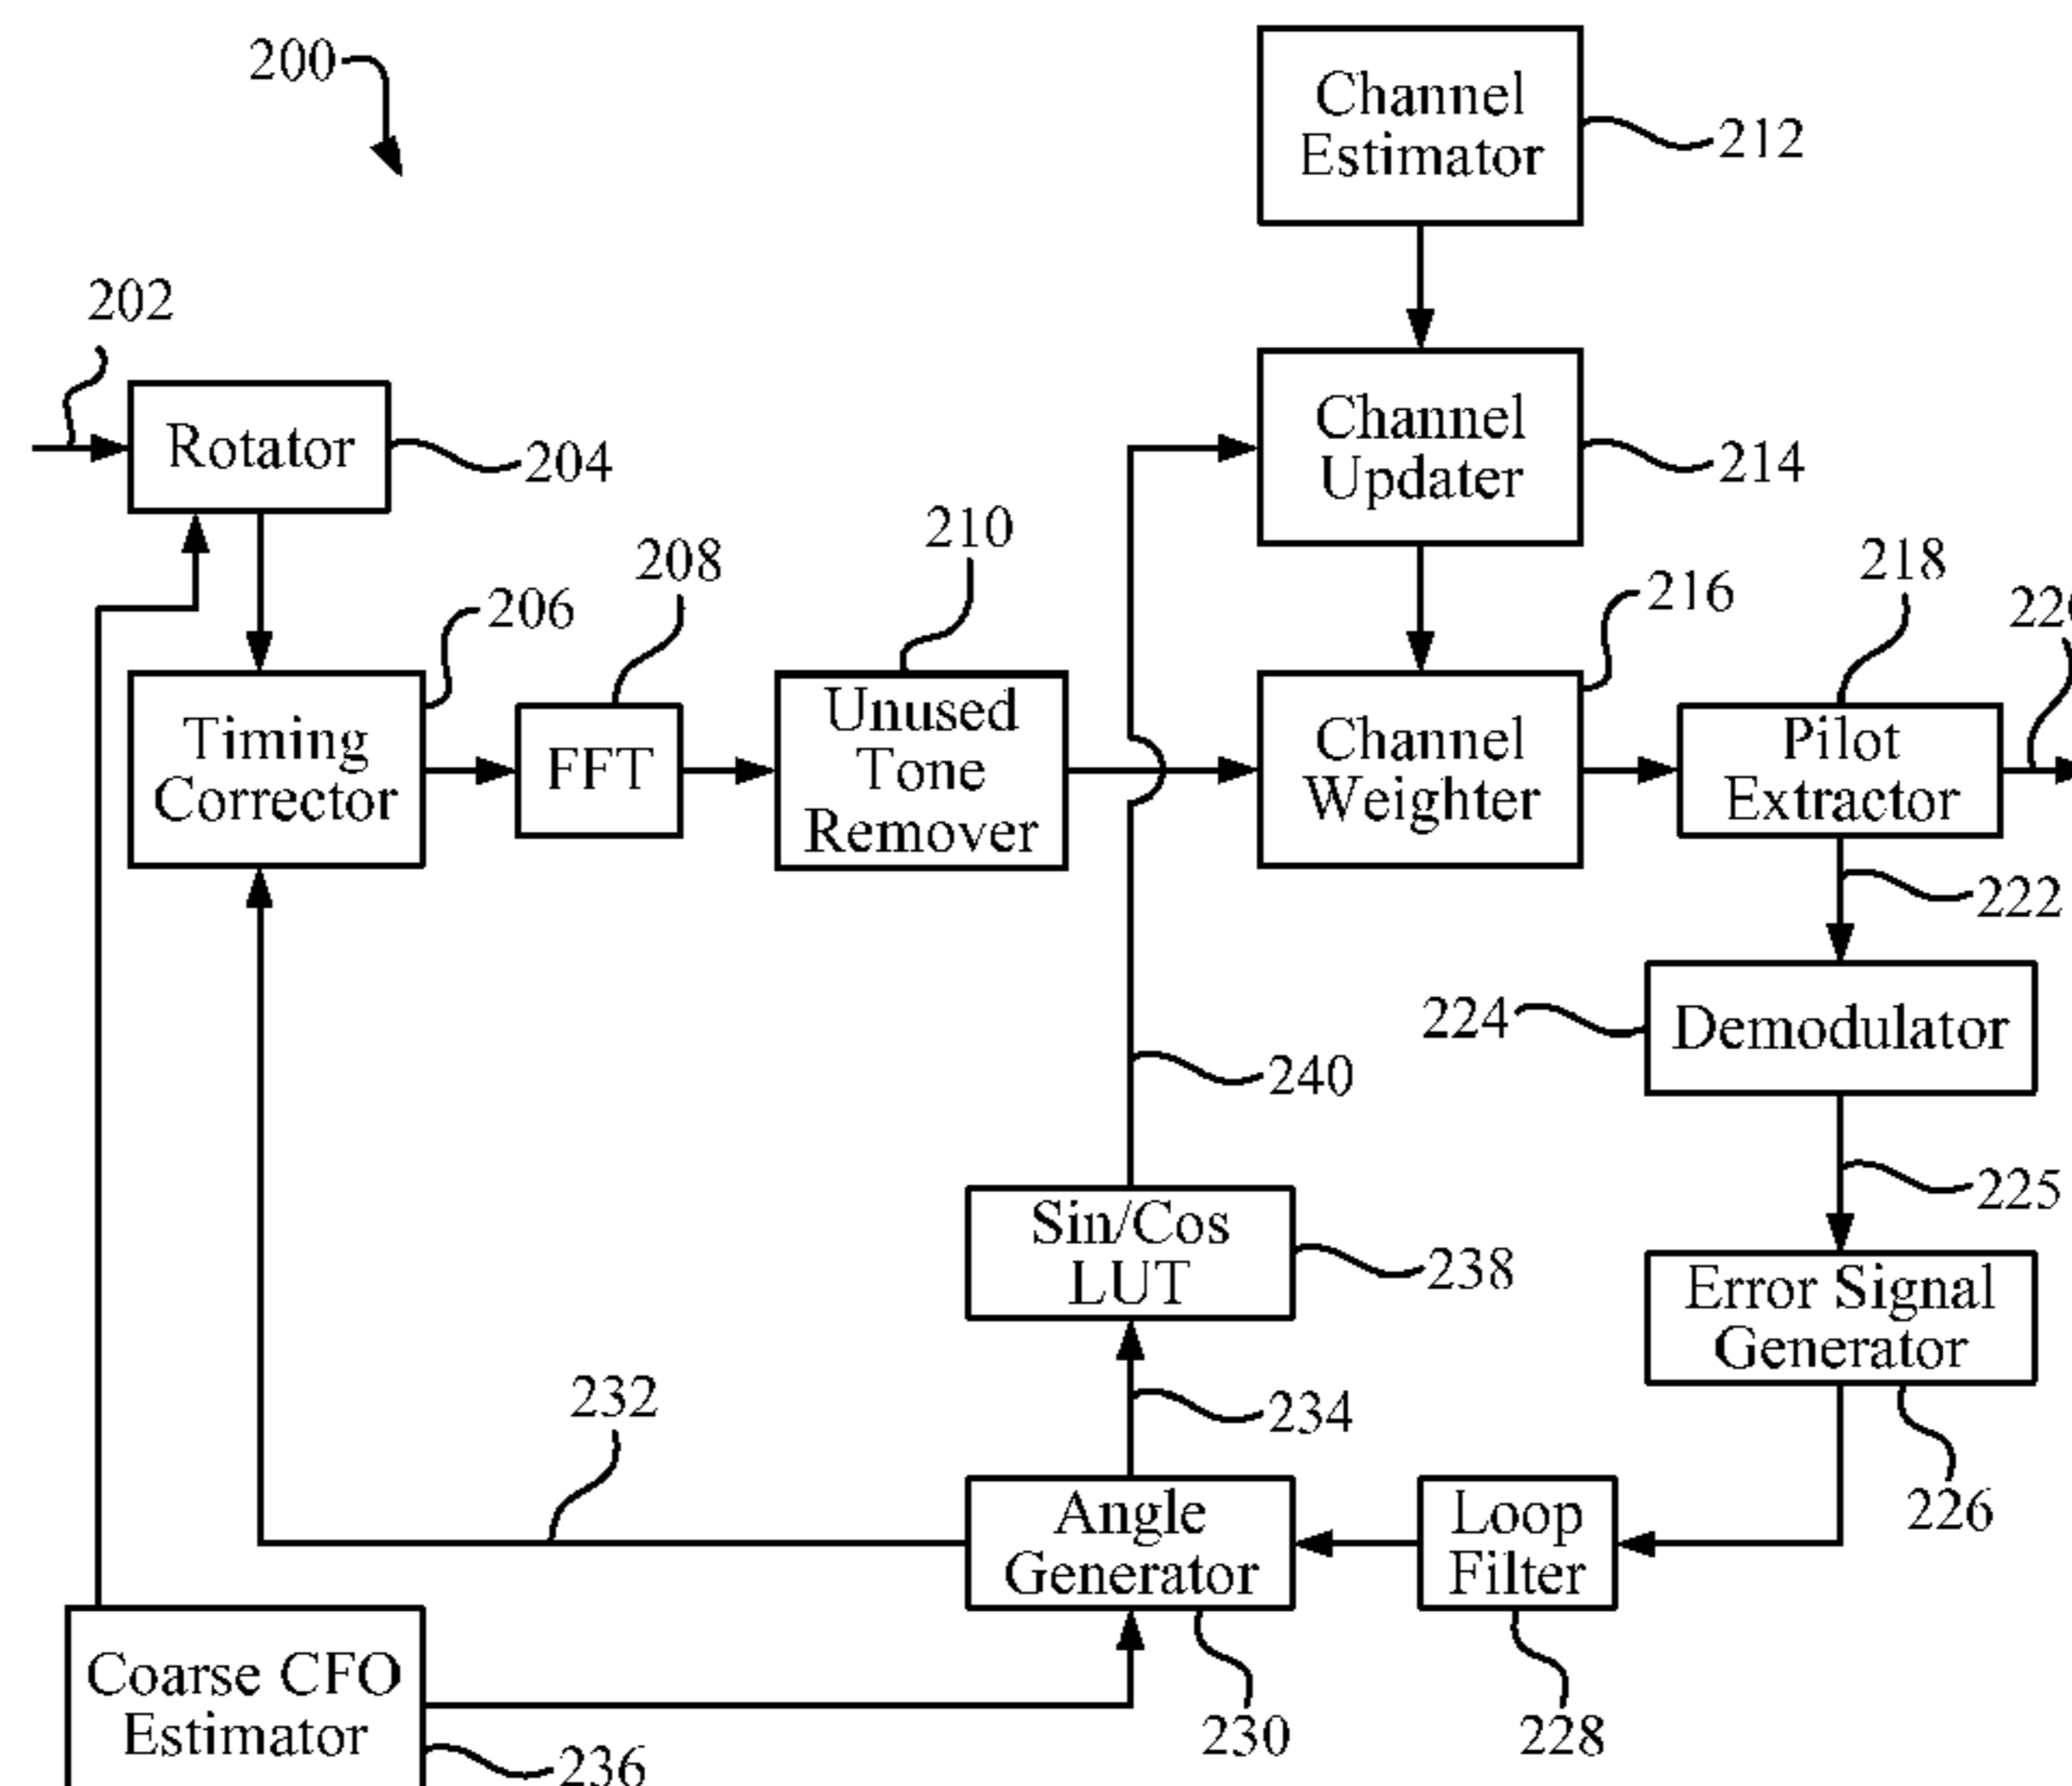 200
Channel
Estimator
212
202
Rotator
204
Channel
Updater
214
210
208
206
218
216
Timing
Corrector
FFT
Unused
Tone
Remover
Channel
Weighter
Pilot
Extractor
222
224
Demodulator
240
225
Sin/Cos
LUT
238
Error Signal
Generator
232
234
226
Angle
Generator
Loop
Filter
Coarse CFO
Estimator
230
228
236